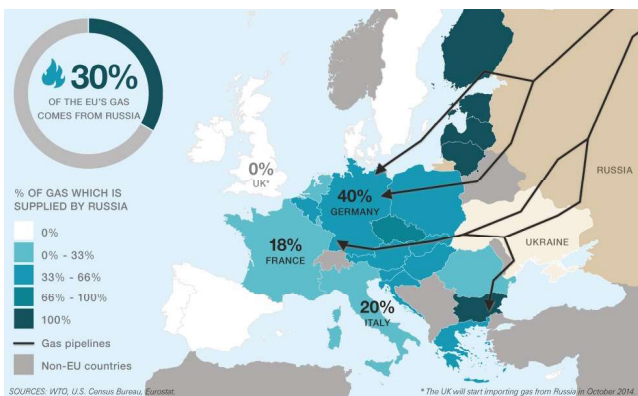 30%
OF THE EU'S GAS
COMES FROM RUSSIA
% OF GAS WHICH IS
SUPPLIED BY RUSSIA
0%
0% - 33%
33% - 66%
66% - 100%
100%
Gas pipelines
Non-EU countries
0%
UK*
40%
GERMANY
18%
FRANCE
20%
ITALY
RUSSIA
UKRAINE
SOURCES: WTO, U.S. Census Bureau, Eurostat.
* The UK will start importing gas from Russia in October 2014.